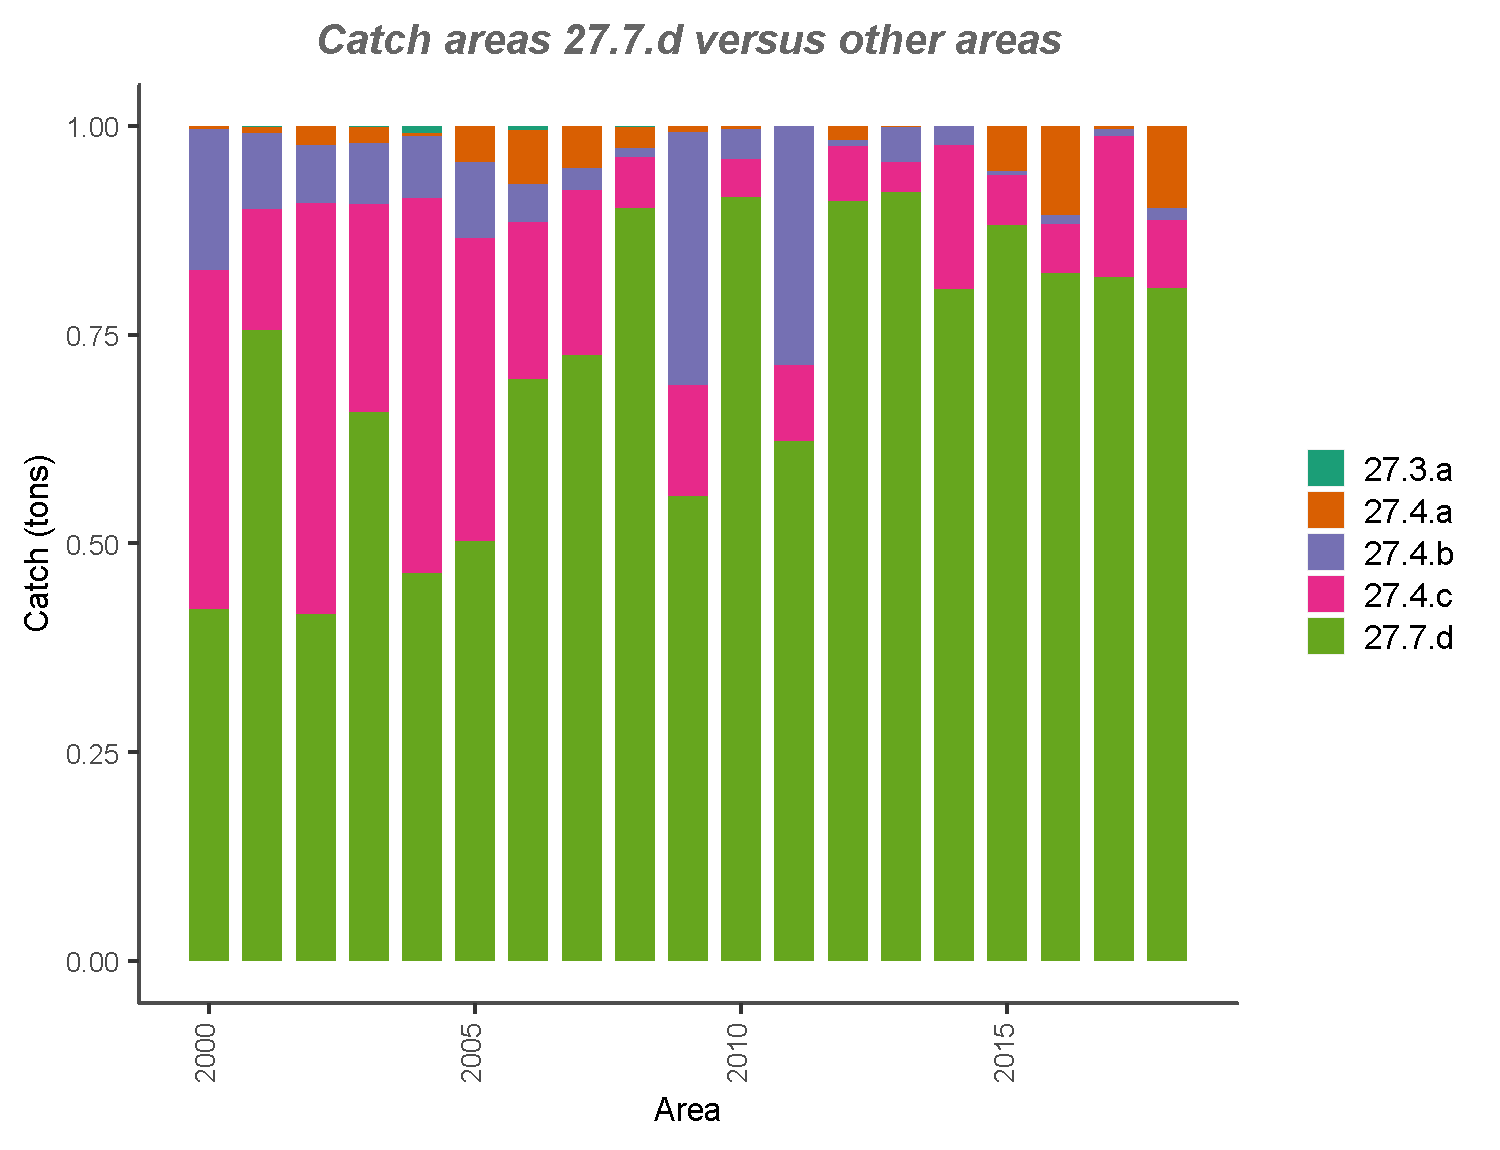 Catch areas 27.7.d versus other areas
1.00
0.75
0.50
0.25
0.00
Catch (tons)
2000
2005
2010
2015
Area
27.3.a
27.4.a
27.4.b
27.4.c
27.7.d